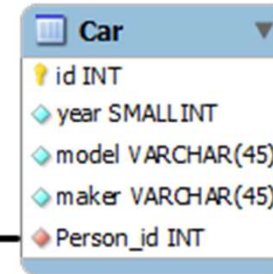 Car
id INT
year SMALLINT
model VARCHAR(45)
maker VARCHAR(45)
Person_id INT